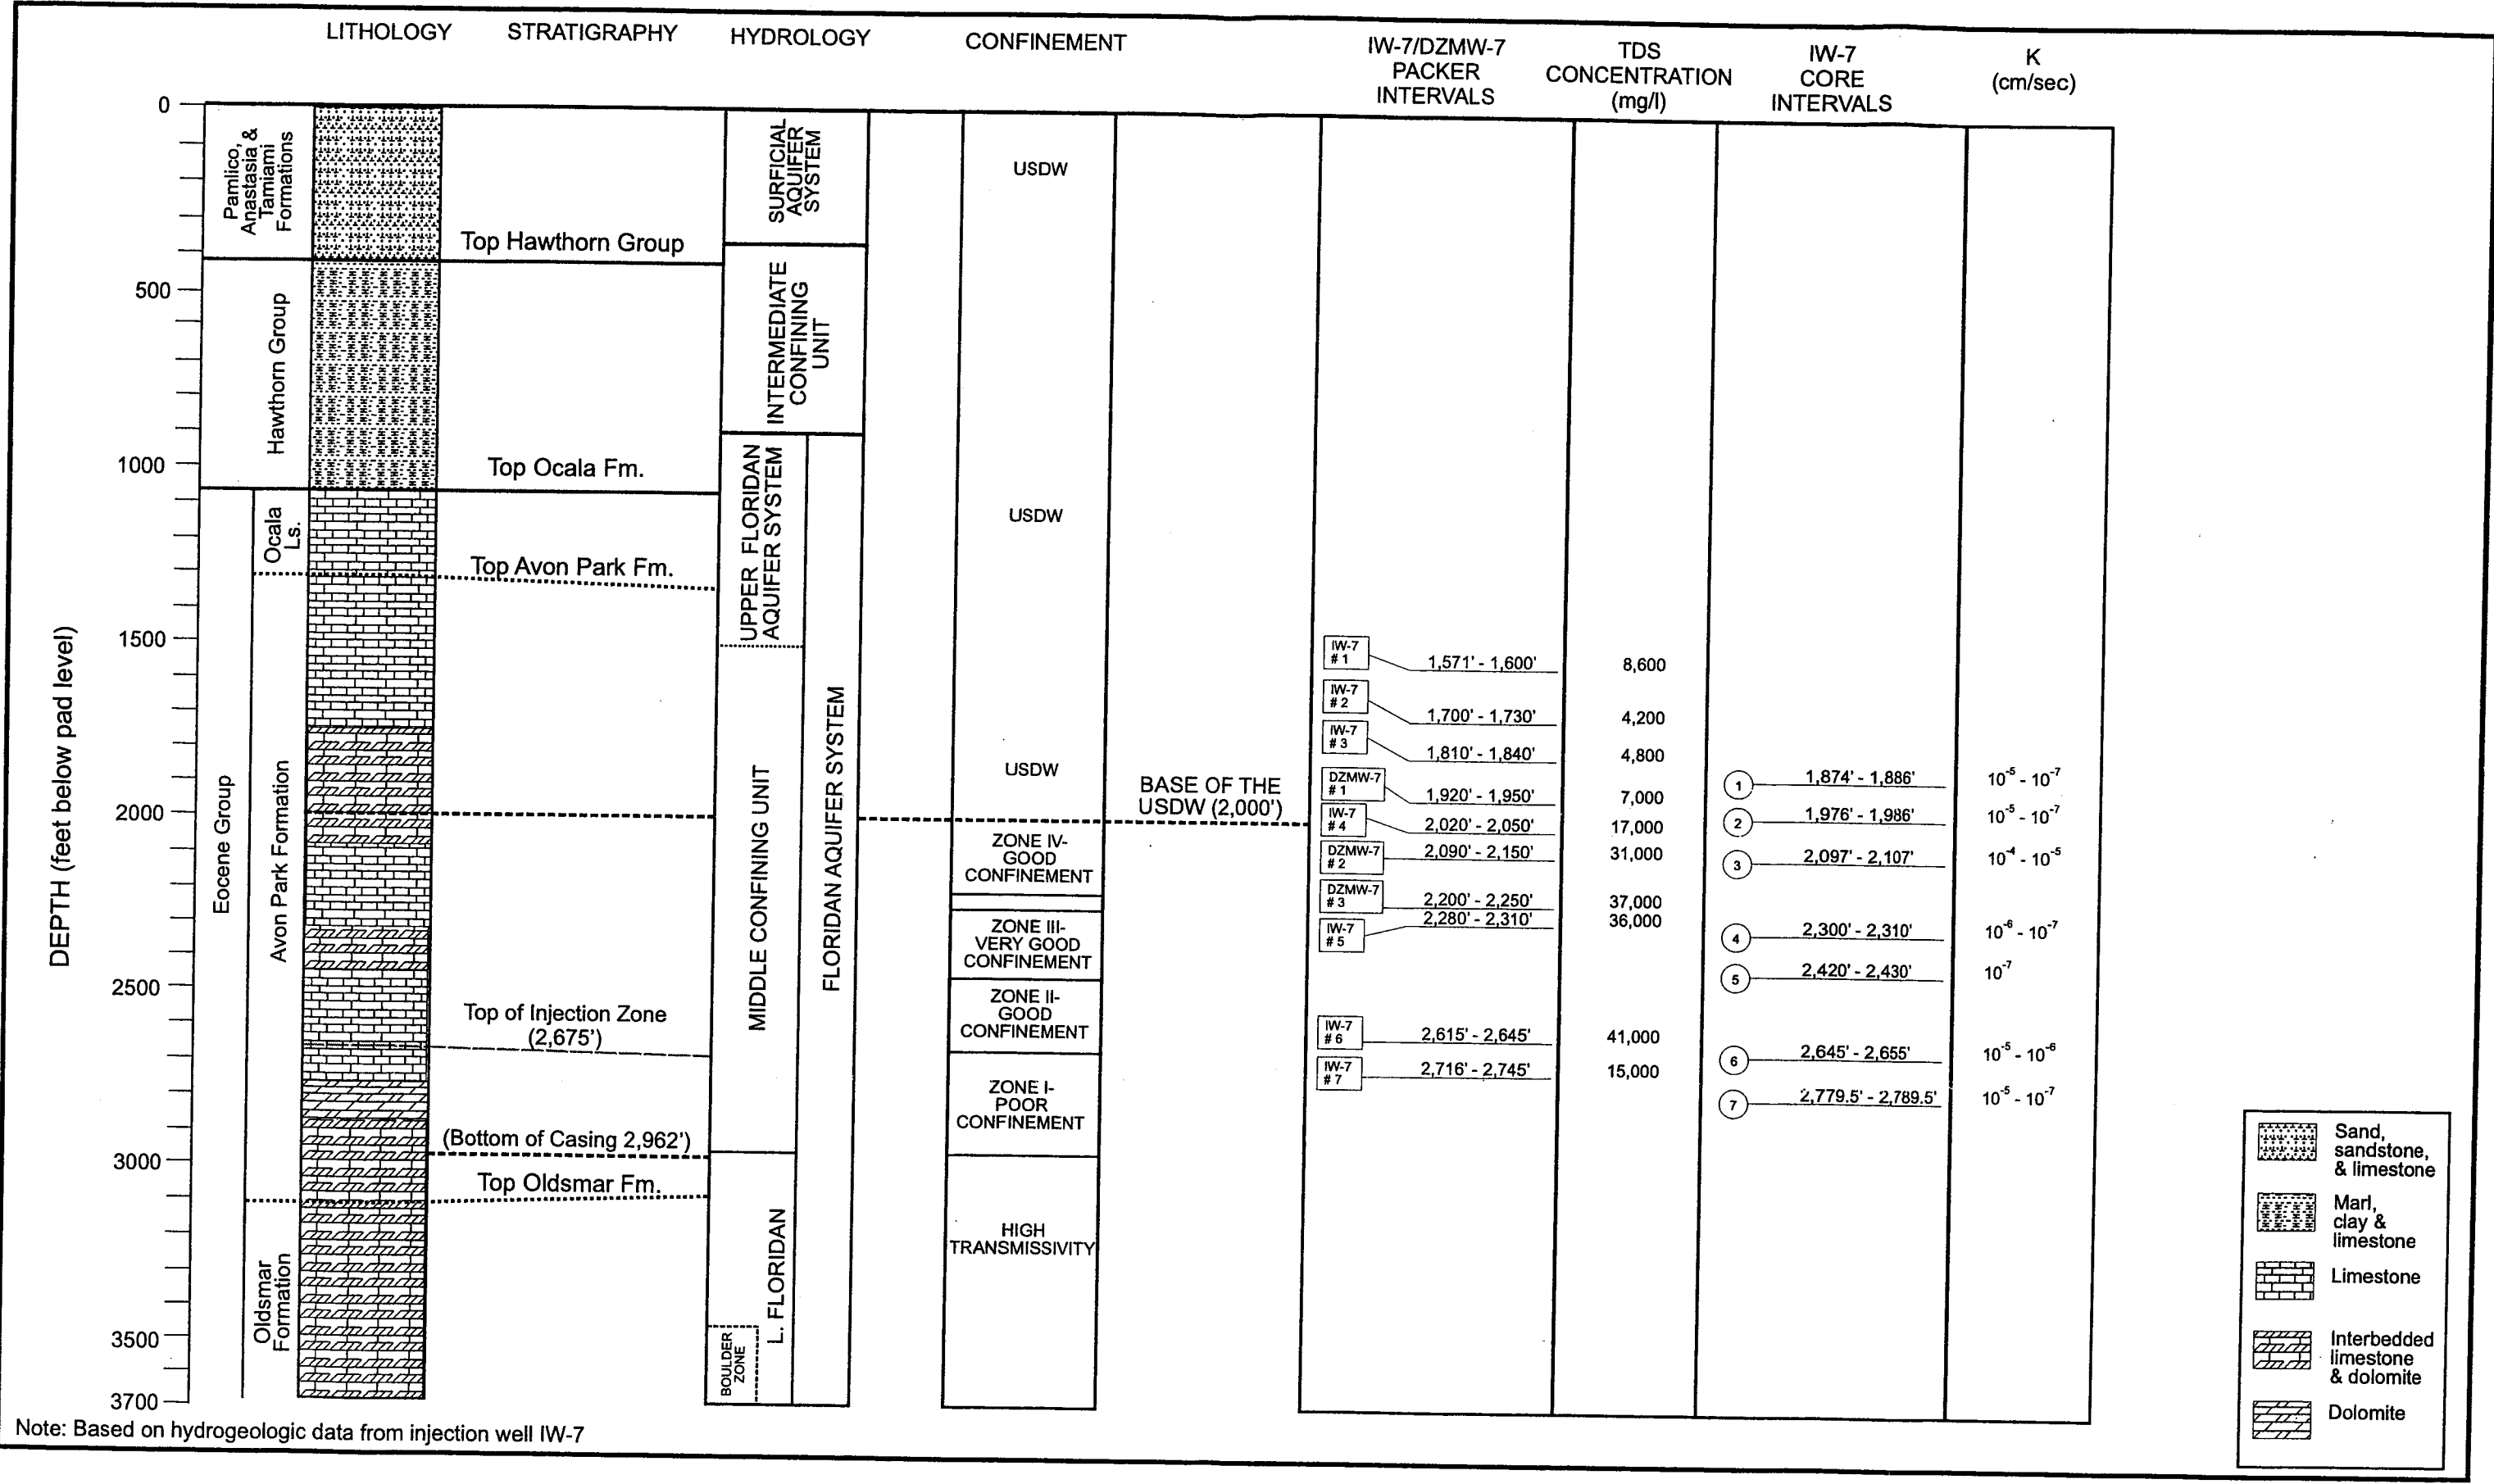 LITHOLOGY
STRATIGRAPHY
HYDROLOGY
CONFINEMENT
IW-7/DZMW-7
PACKER
INTERVALS
TDS
CONCENTRATION
(mg/l)
IW-7
CORE
INTERVALS
K
(cm/sec)
DEPTH (feet below pad level)
0
500
1000
1500
2000
2500
3000
3500
3700
Pamlico,
Anastasia &
Tamiami
Formations
Hawthorn Group
Eocene Group
Ocala
Ls.
Avon Park Formation
Oldsmar
Formation
Top Hawthorn Group
Top Ocala Fm.
Top Avon Park Fm.
Top of Injection Zone
(2,675')
(Bottom of Casing 2,962')
Top Oldsmar Fm.
SURFICIAL
AQUIFER
SYSTEM
INTERMEDIATE
CONFINING
UNIT
UPPER FLORIDAN
AQUIFER SYSTEM
MIDDLE CONFINING UNIT
FLORIDAN AQUIFER SYSTEM
L. FLORIDAN
BOULDER
ZONE
USDW
USDW
USDW
BASE OF THE
USDW (2,000')
ZONE IV-
GOOD
CONFINEMENT
ZONE III-
VERY GOOD
CONFINEMENT
ZONE II-
GOOD
CONFINEMENT
ZONE I-
POOR
CONFINEMENT
HIGH
TRANSMISSIVITY
IW-7
# 1
1,571' - 1,600'
8,600
IW-7
# 2
1,700' - 1,730'
4,200
IW-7
# 3
1,810' - 1,840'
4,800
DZMW-7
# 1
1,920' - 1,950'
7,000
IW-7
# 4
2,020' - 2,050'
17,000
DZMW-7
# 2
2,090' - 2,150'
31,000
DZMW-7
# 3
2,200' - 2,250'
37,000
IW-7
# 5
2,280' - 2,310'
36,000
IW-7
# 6
2,615' - 2,645'
41,000
IW-7
# 7
2,716' - 2,745'
15,000
1 1,874' - 1,886' 10⁻⁵ - 10⁻⁷
2 1,976' - 1,986' 10⁻⁵ - 10⁻⁷
3 2,097' - 2,107' 10⁻⁴ - 10⁻⁵
4 2,300' - 2,310' 10⁻⁶ - 10⁻⁷
5 2,420' - 2,430' 10⁻⁷
6 2,645' - 2,655' 10⁻⁵ - 10⁻⁶
7 2,779.5' - 2,789.5' 10⁻⁵ - 10⁻⁷
Sand,
sandstone,
& limestone
Marl,
clay &
limestone
Limestone
Interbedded
limestone
& dolomite
Dolomite
Note: Based on hydrogeologic data from injection well IW-7